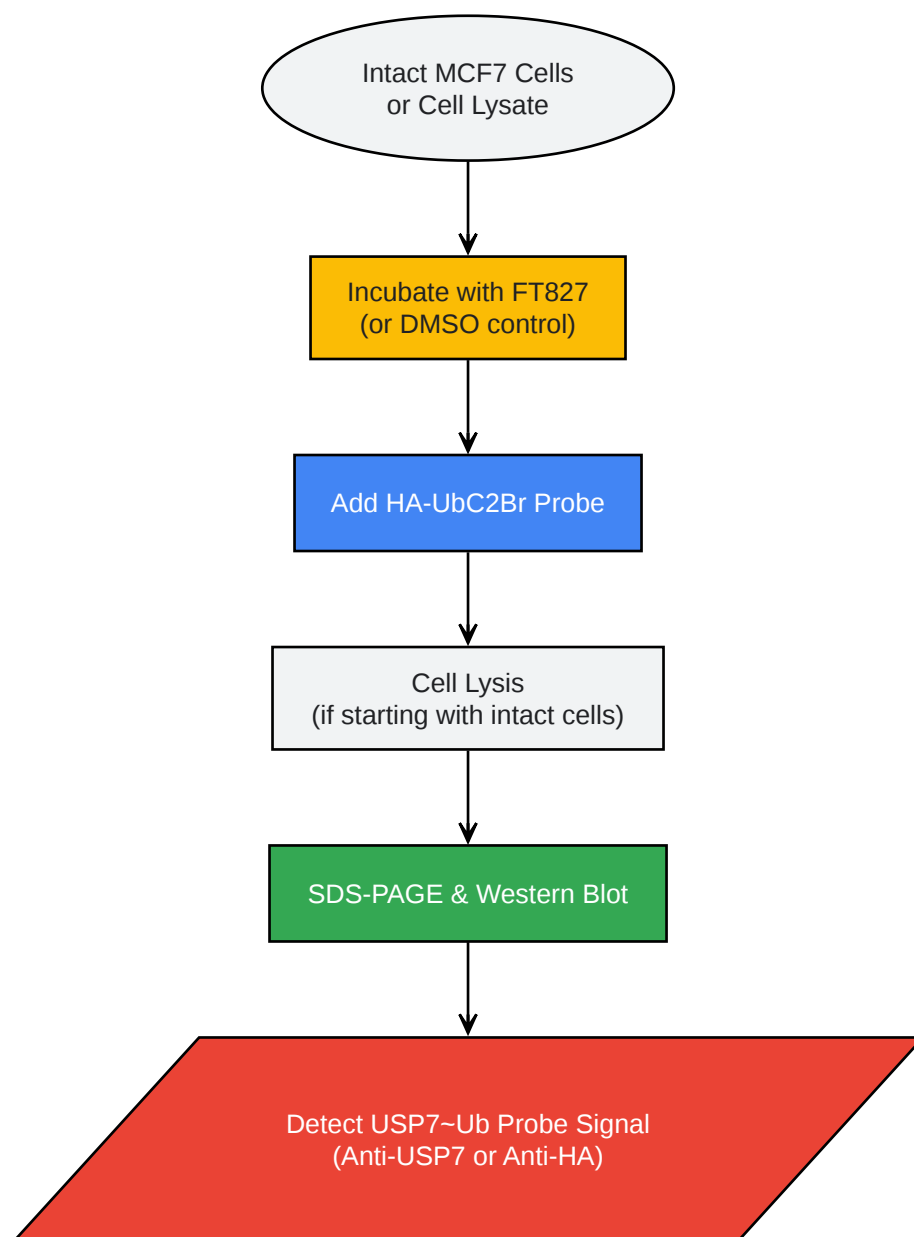 Intact MCF7 Cells
or Cell Lysate
Incubate with FT827
(or DMSO control)
Add HA-UbC2Br Probe
Cell Lysis
(if starting with intact cells)
SDS-PAGE & Western Blot
Detect USP7~Ub Probe Signal
(Anti-USP7 or Anti-HA)